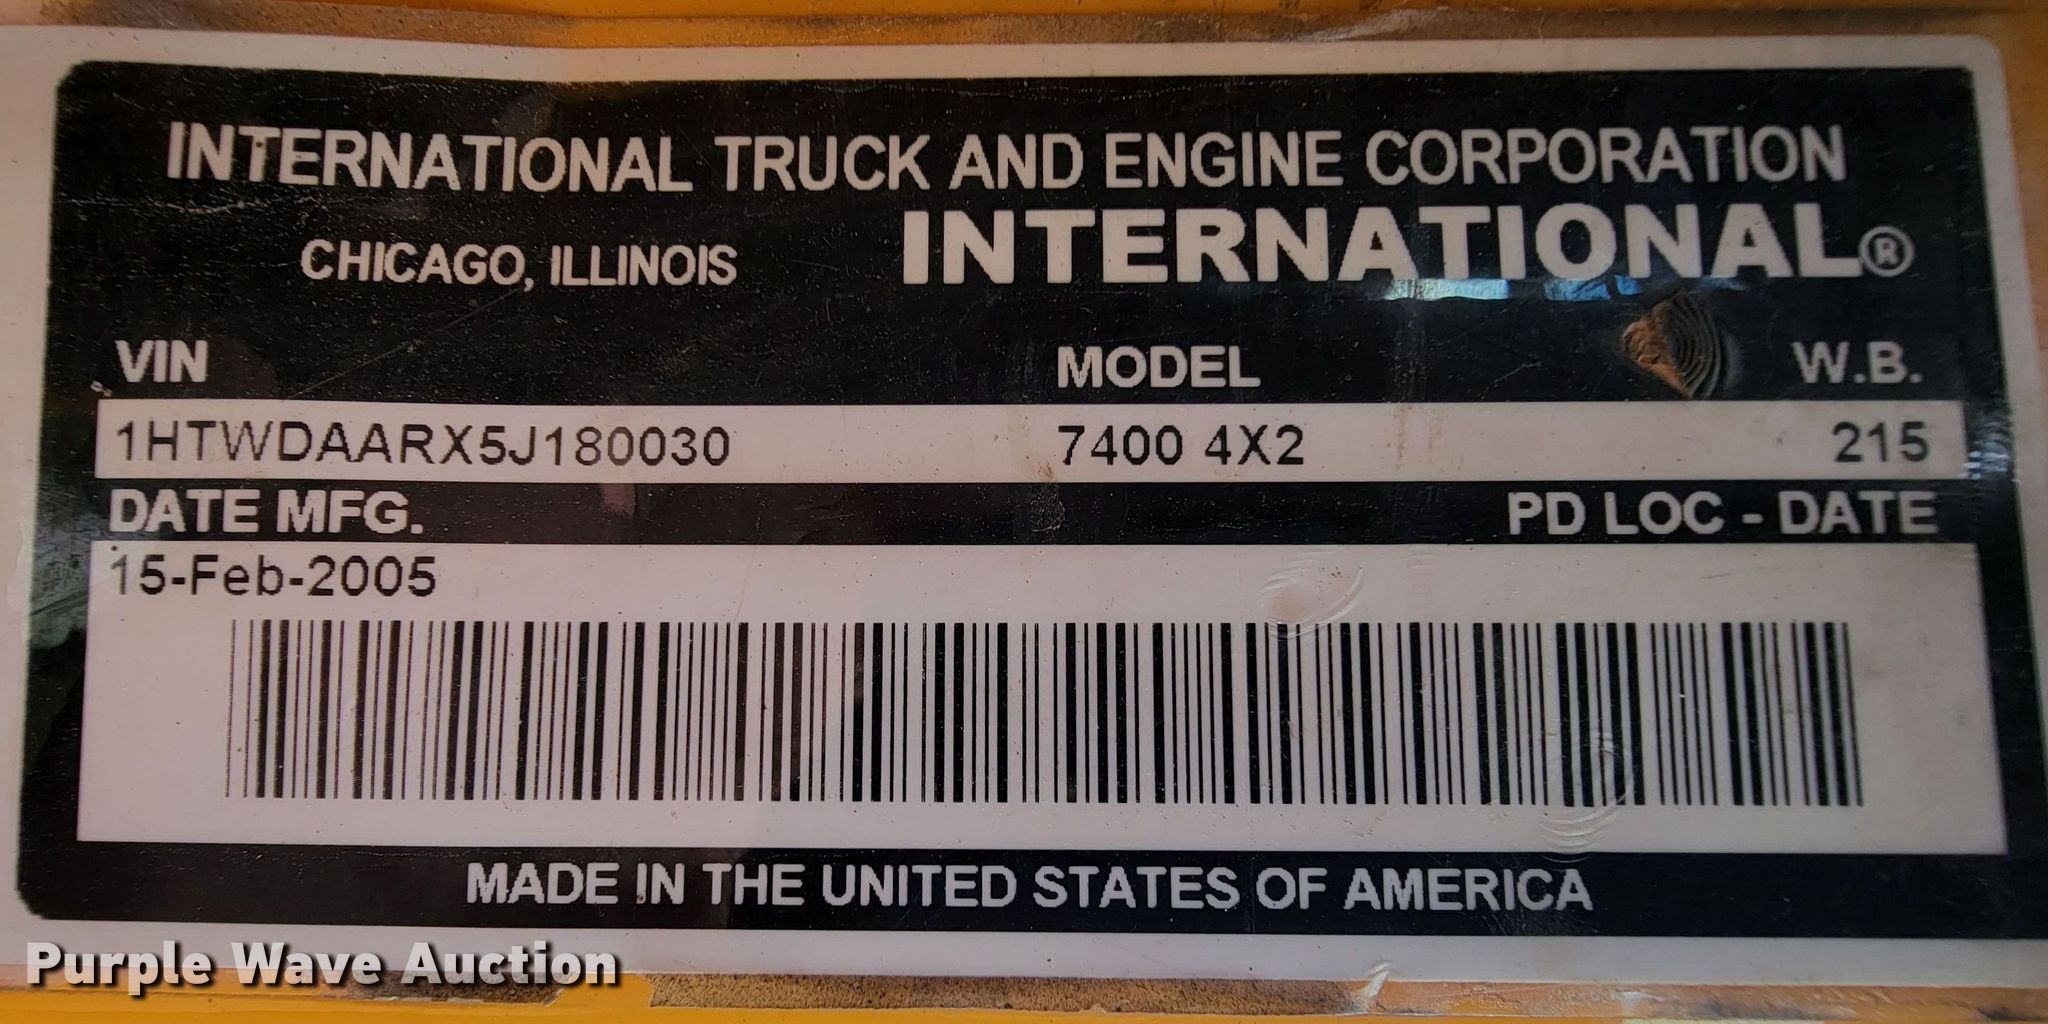 INTERNATIONAL TRUCK AND ENGINE CORPORATION
CHICAGO, ILLINOIS INTERNATIONAL®
VIN MODEL W.B.
1HTWDAARX5J180030 7400 4X2 215
DATE MFG. PD LOC - DATE
15-Feb-2005
MADE IN THE UNITED STATES OF AMERICA
Purple Wave Auction